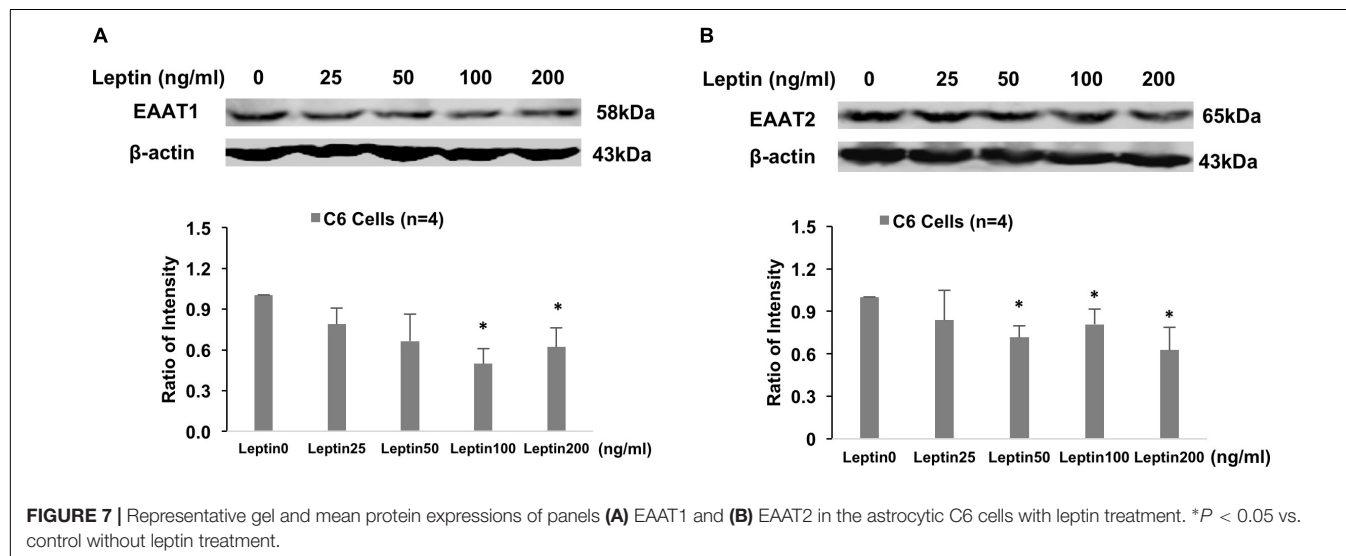 A
Leptin (ng/ml) 0 25 50 100 200
EAAT1 58kDa
β-actin 43kDa
C6 Cells (n=4)
Ratio of Intensity
1.5
1.2
0.9
0.6
0.3
0.0
* *
Leptin0 Leptin25 Leptin50 Leptin100 Leptin200 (ng/ml)
B
Leptin (ng/ml) 0 25 50 100 200
EAAT2 65kDa
β-actin 43kDa
C6 Cells (n=4)
Ratio of Intensity
1.5
1.2
0.9
0.6
0.3
0
* * *
Leptin0 Leptin25 Leptin50 Leptin100 Leptin200 (ng/ml)
FIGURE 7 | Representative gel and mean protein expressions of panels (A) EAAT1 and (B) EAAT2 in the astrocytic C6 cells with leptin treatment. *P < 0.05 vs.
control without leptin treatment.